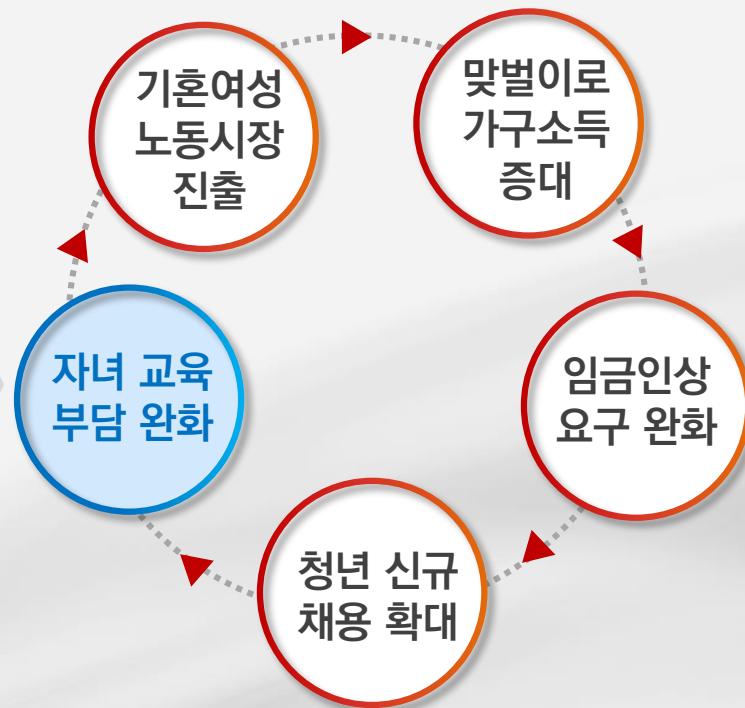 기혼여성
노동시장
진출
맞벌이로
가구소득
증대
임금인상
요구 완화
청년 신규
채용 확대
자녀 교육
부담 완화